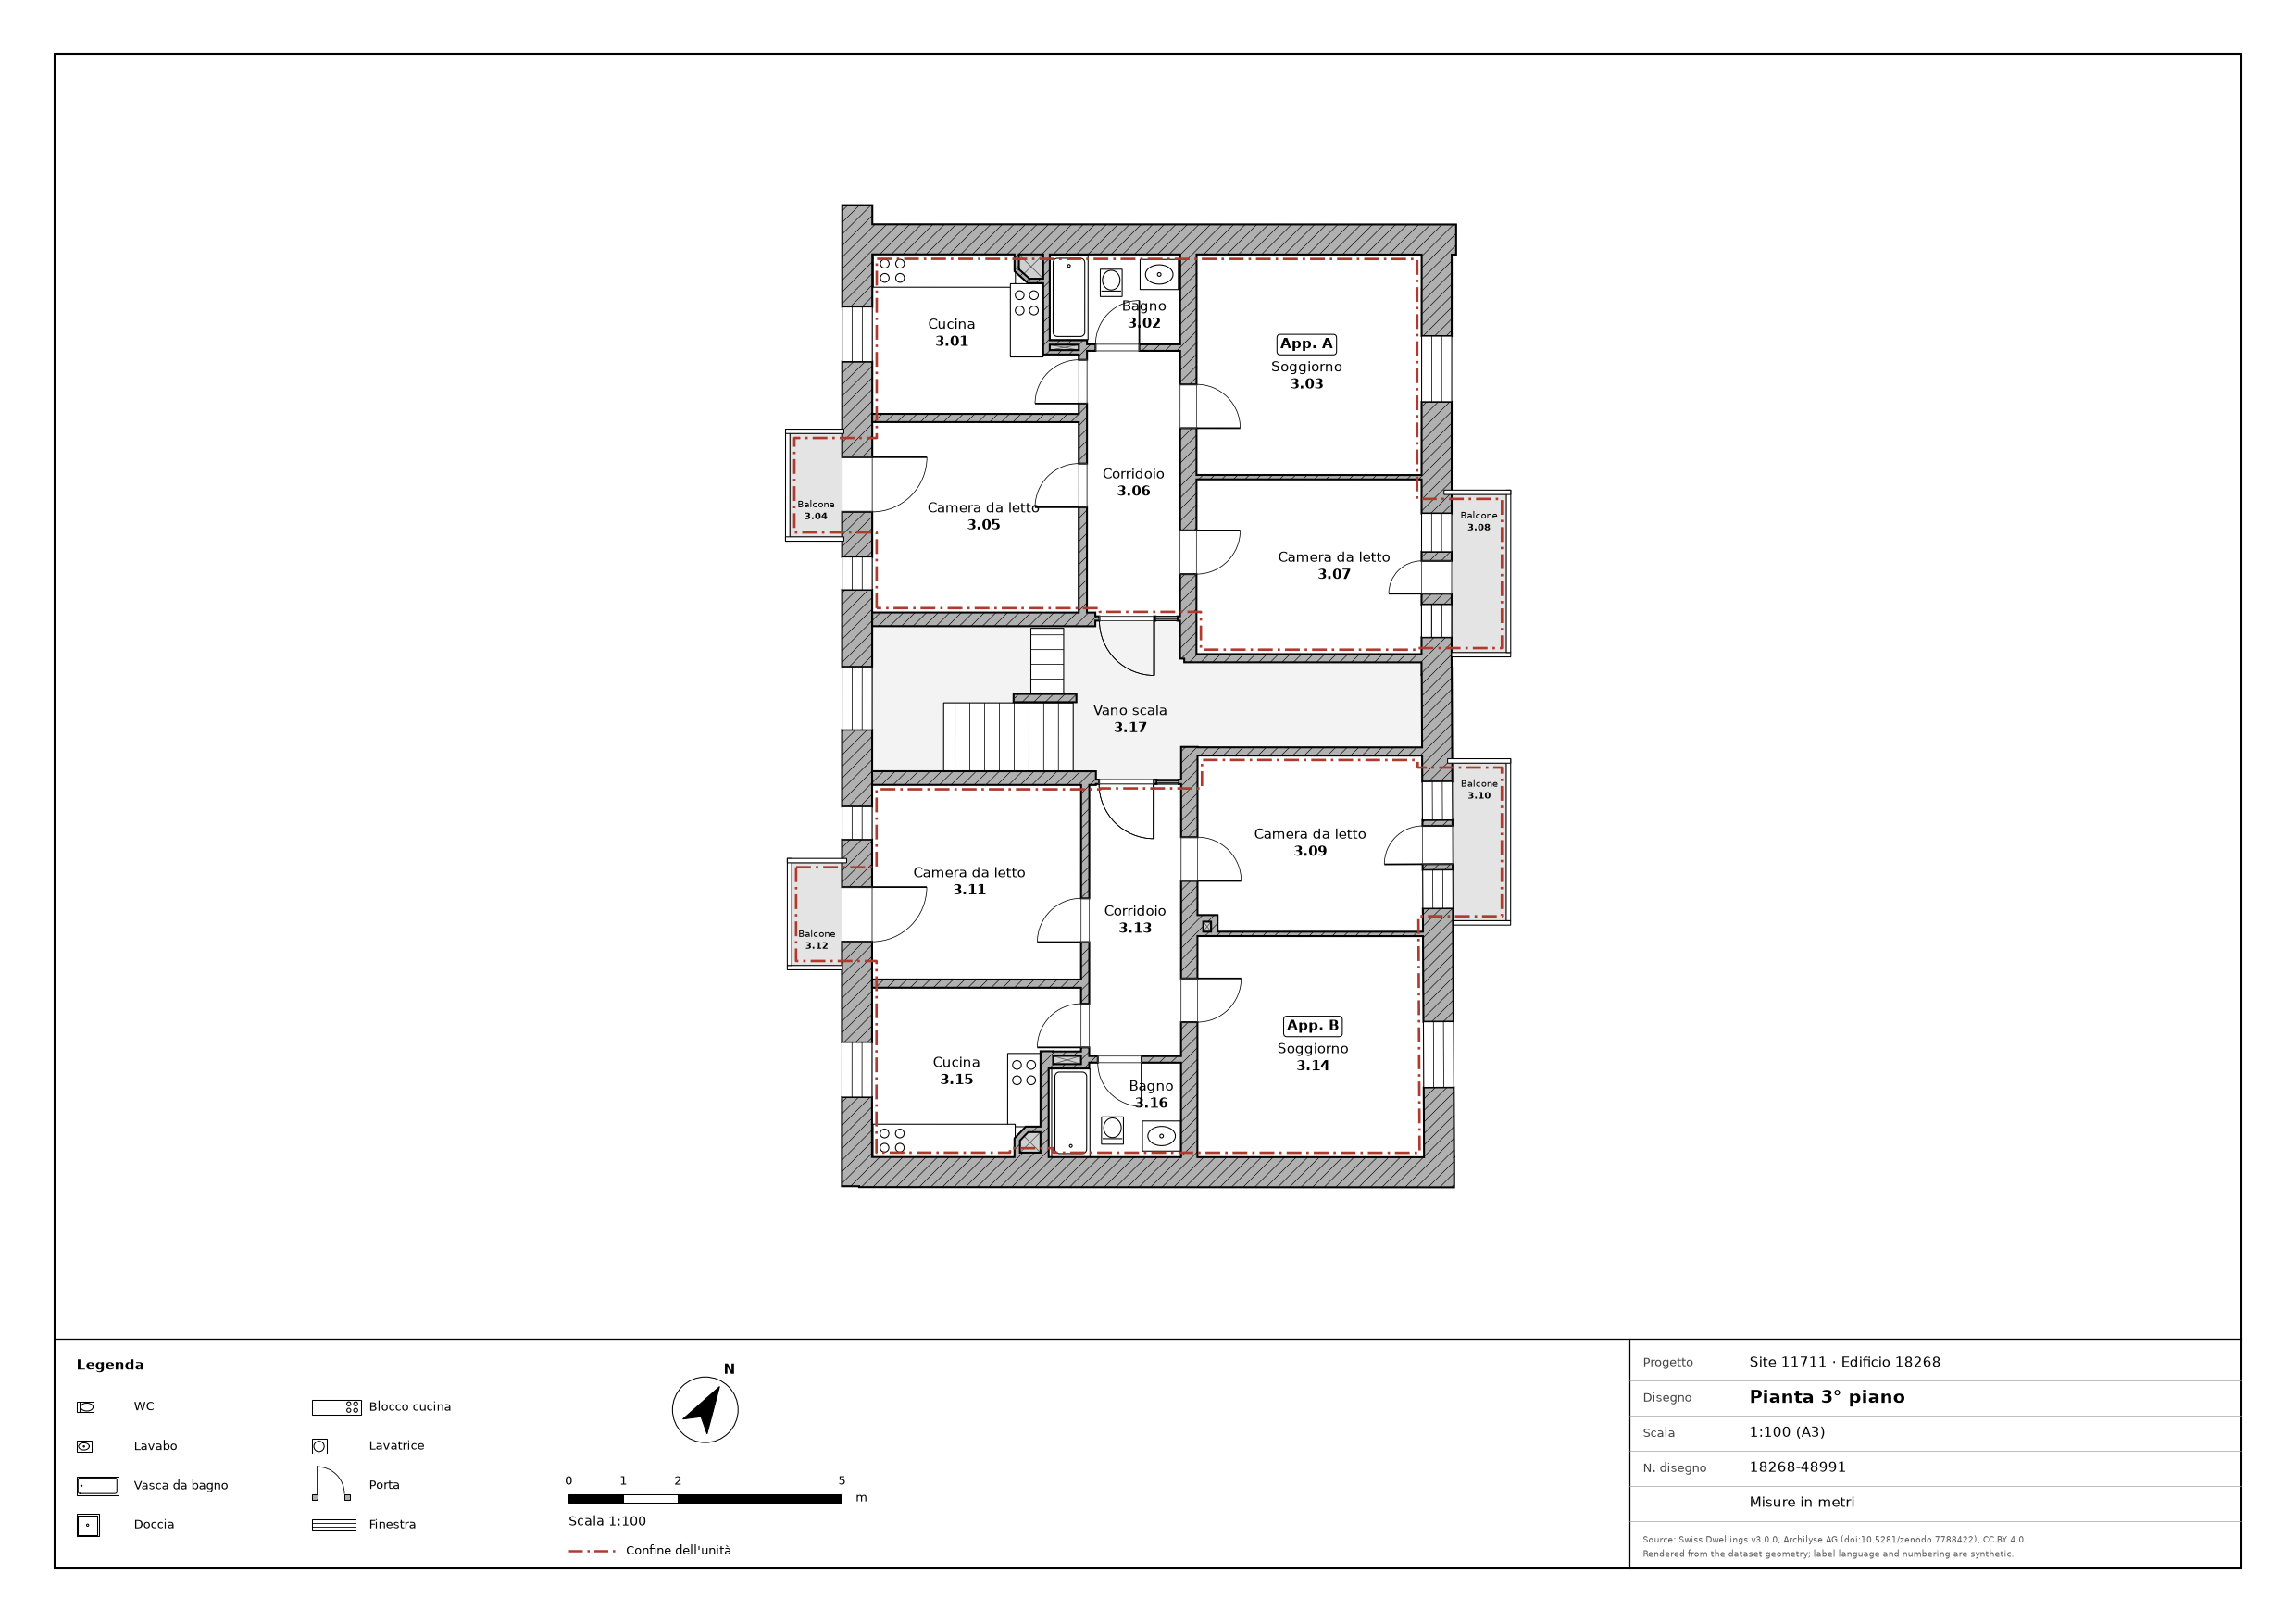 Cucina
3.01
Bagno
3.02
App. A
Soggiorno
3.03
Balcone
3.04
Camera da letto
3.05
Corridoio
3.06
Camera da letto
3.07
Balcone
3.08
Vano scala
3.17
Camera da letto
3.09
Balcone
3.10
Camera da letto
3.11
Balcone
3.12
Corridoio
3.13
App. B
Soggiorno
3.14
Cucina
3.15
Bagno
3.16
Legenda
WC
Lavabo
Vasca da bagno
Doccia
Blocco cucina
Lavatrice
Porta
Finestra
N
0 1 2 5
m
Scala 1:100
Confine dell'unità
Progetto Site 11711 · Edificio 18268
Disegno Pianta 3° piano
Scala 1:100 (A3)
N. disegno 18268-48991
Misure in metri
Source: Swiss Dwellings v3.0.0, Archilyse AG (doi:10.5281/zenodo.7788422), CC BY 4.0.
Rendered from the dataset geometry; label language and numbering are synthetic.